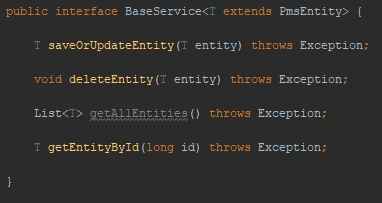 public interface BaseService<T extends PmsEntity> {
T saveOrUpdateEntity(T entity) throws Exception;
void deleteEntity(T entity) throws Exception;
List<T> getAllEntities() throws Exception;
T getEntityById(long id) throws Exception;
}